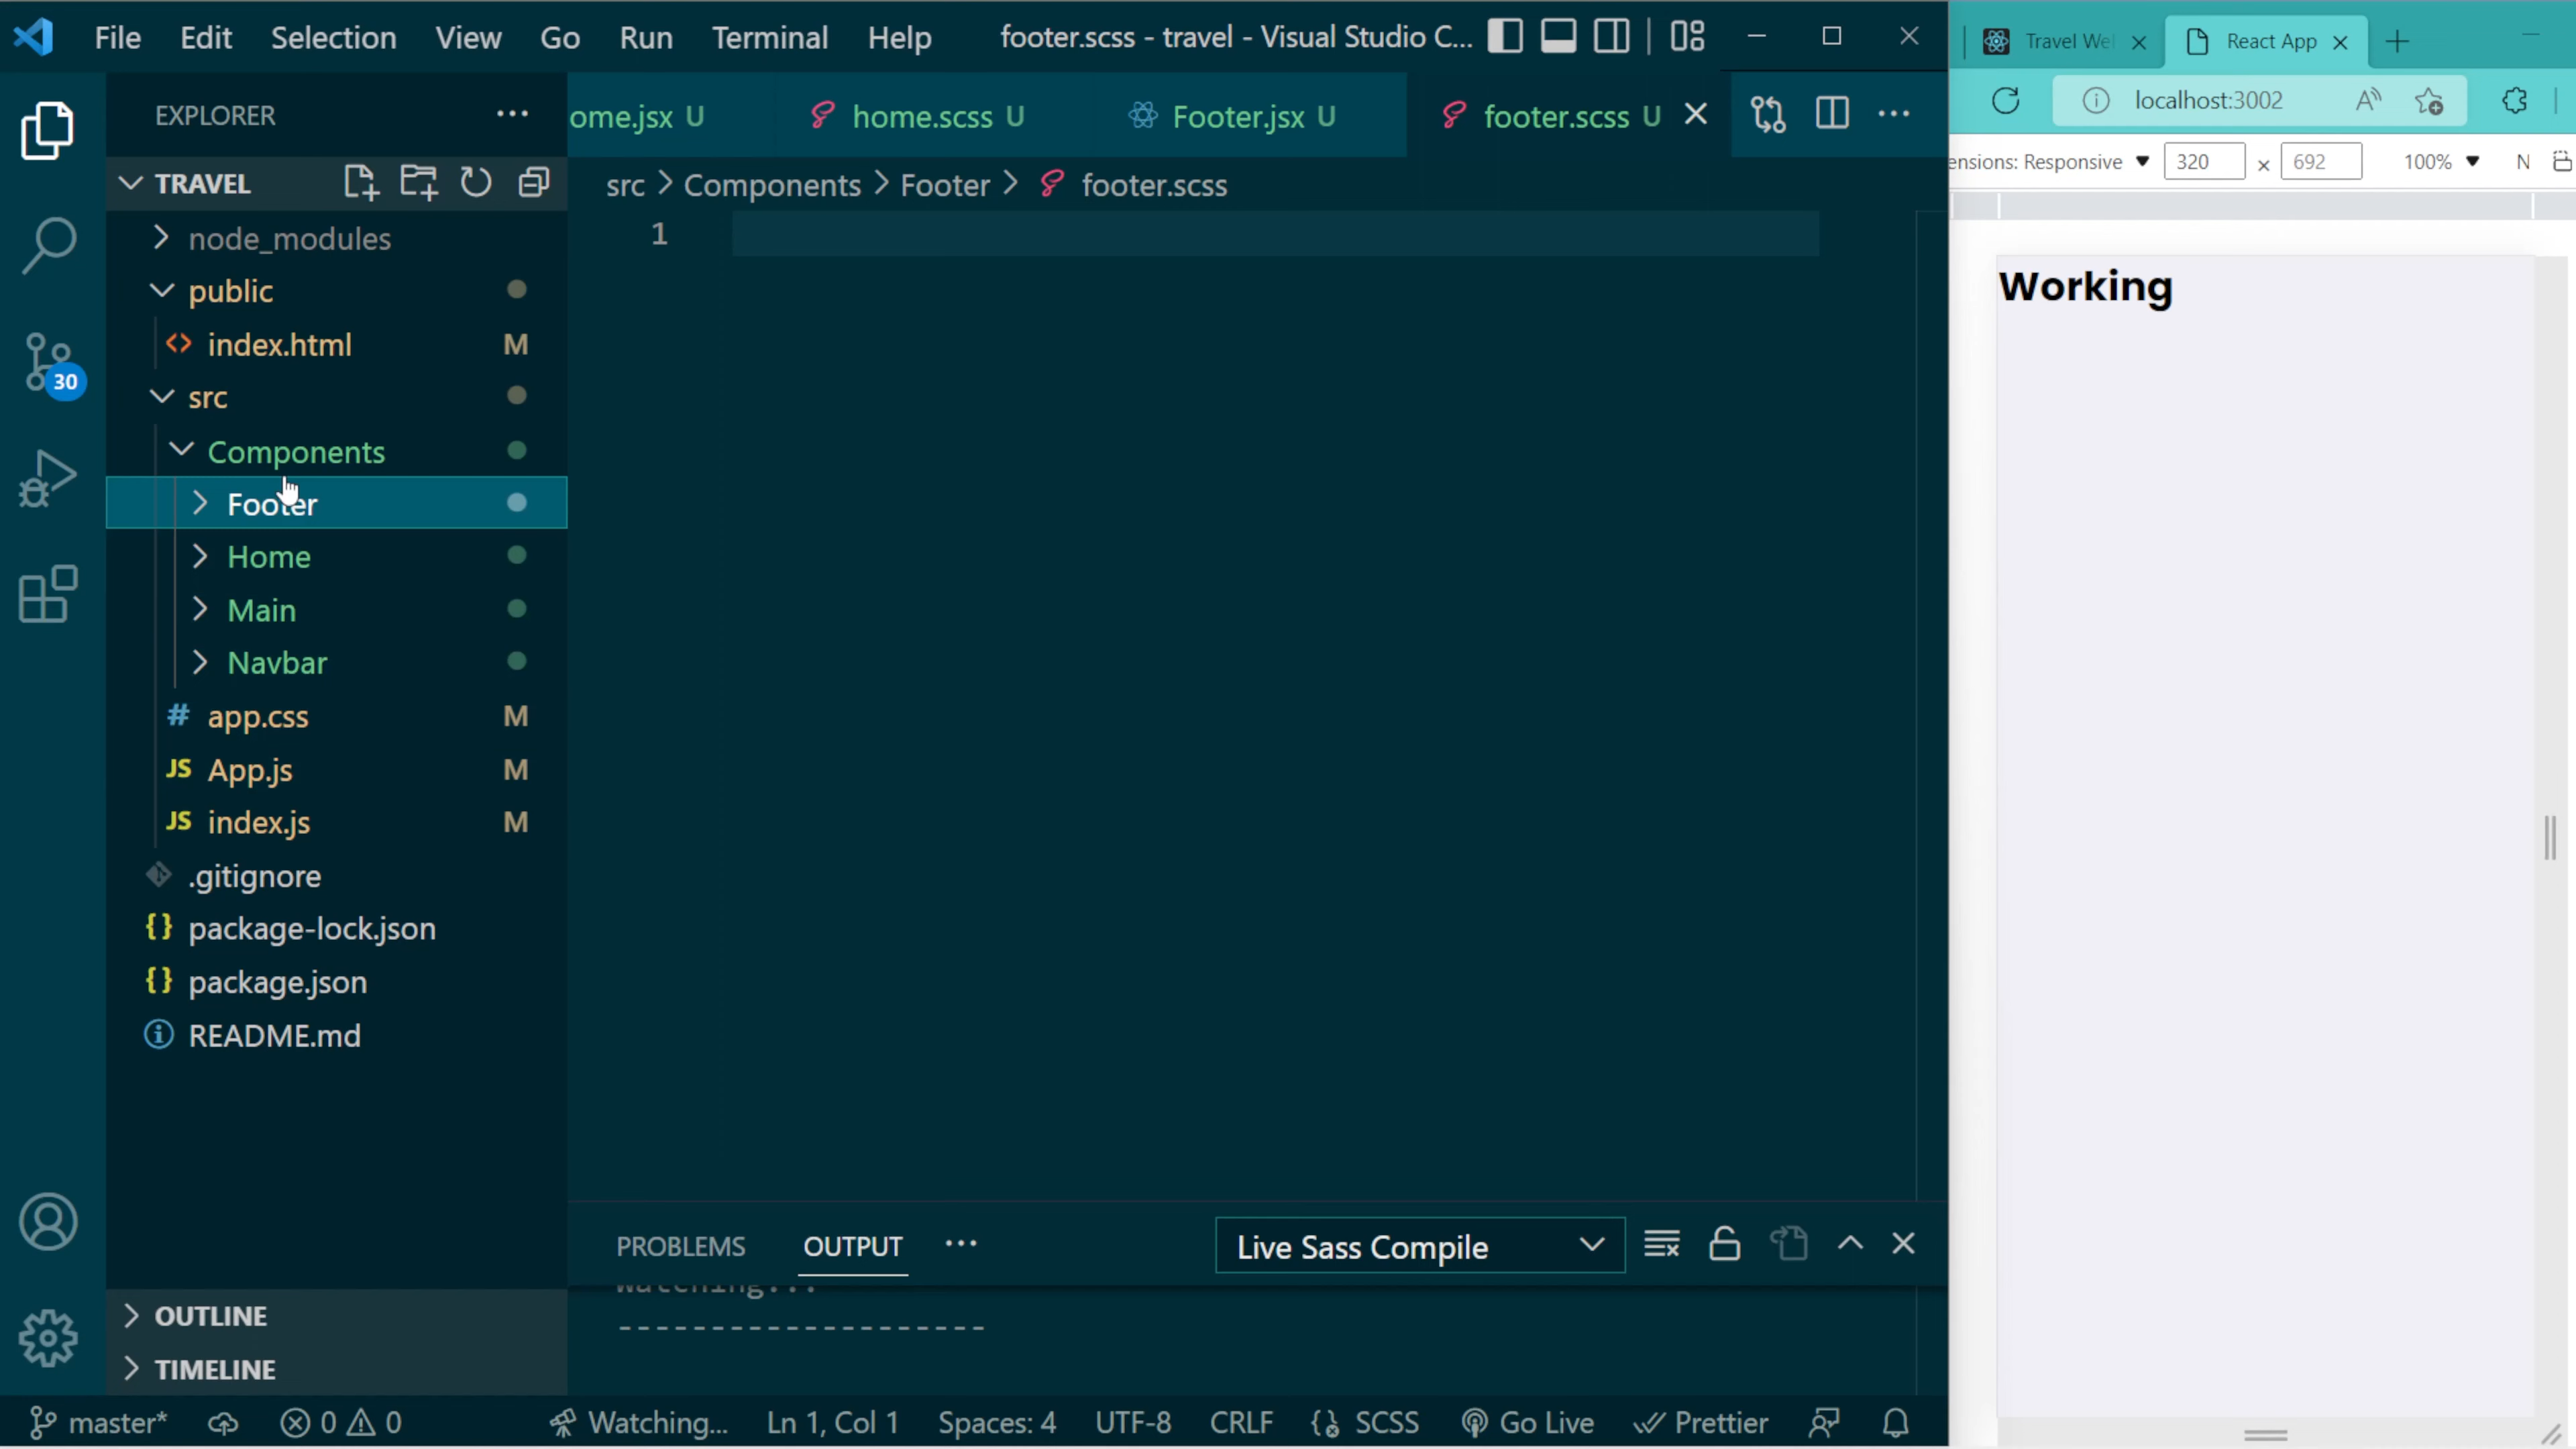 File Edit Selection View Go Run Terminal Help footer.scss - travel - Visual Studio C...
EXPLORER
TRAVEL
node_modules
public
index.html M
src
Components
Footer
Home
Main
Navbar
# app.css M
JS App.js M
JS index.js M
.gitignore
{} package-lock.json
{} package.json
README.md
OUTLINE
TIMELINE
30
ome.jsx U home.scss U Footer.jsx U footer.scss U
src > Components > Footer > footer.scss
1
PROBLEMS OUTPUT ... Live Sass Compile
Watching...
--------------------
master* 0 0 Watching... Ln 1, Col 1 Spaces: 4 UTF-8 CRLF {} SCSS Go Live Prettier
Travel We React App
localhost:3002
ensions: Responsive 320 × 692 100% N
Working